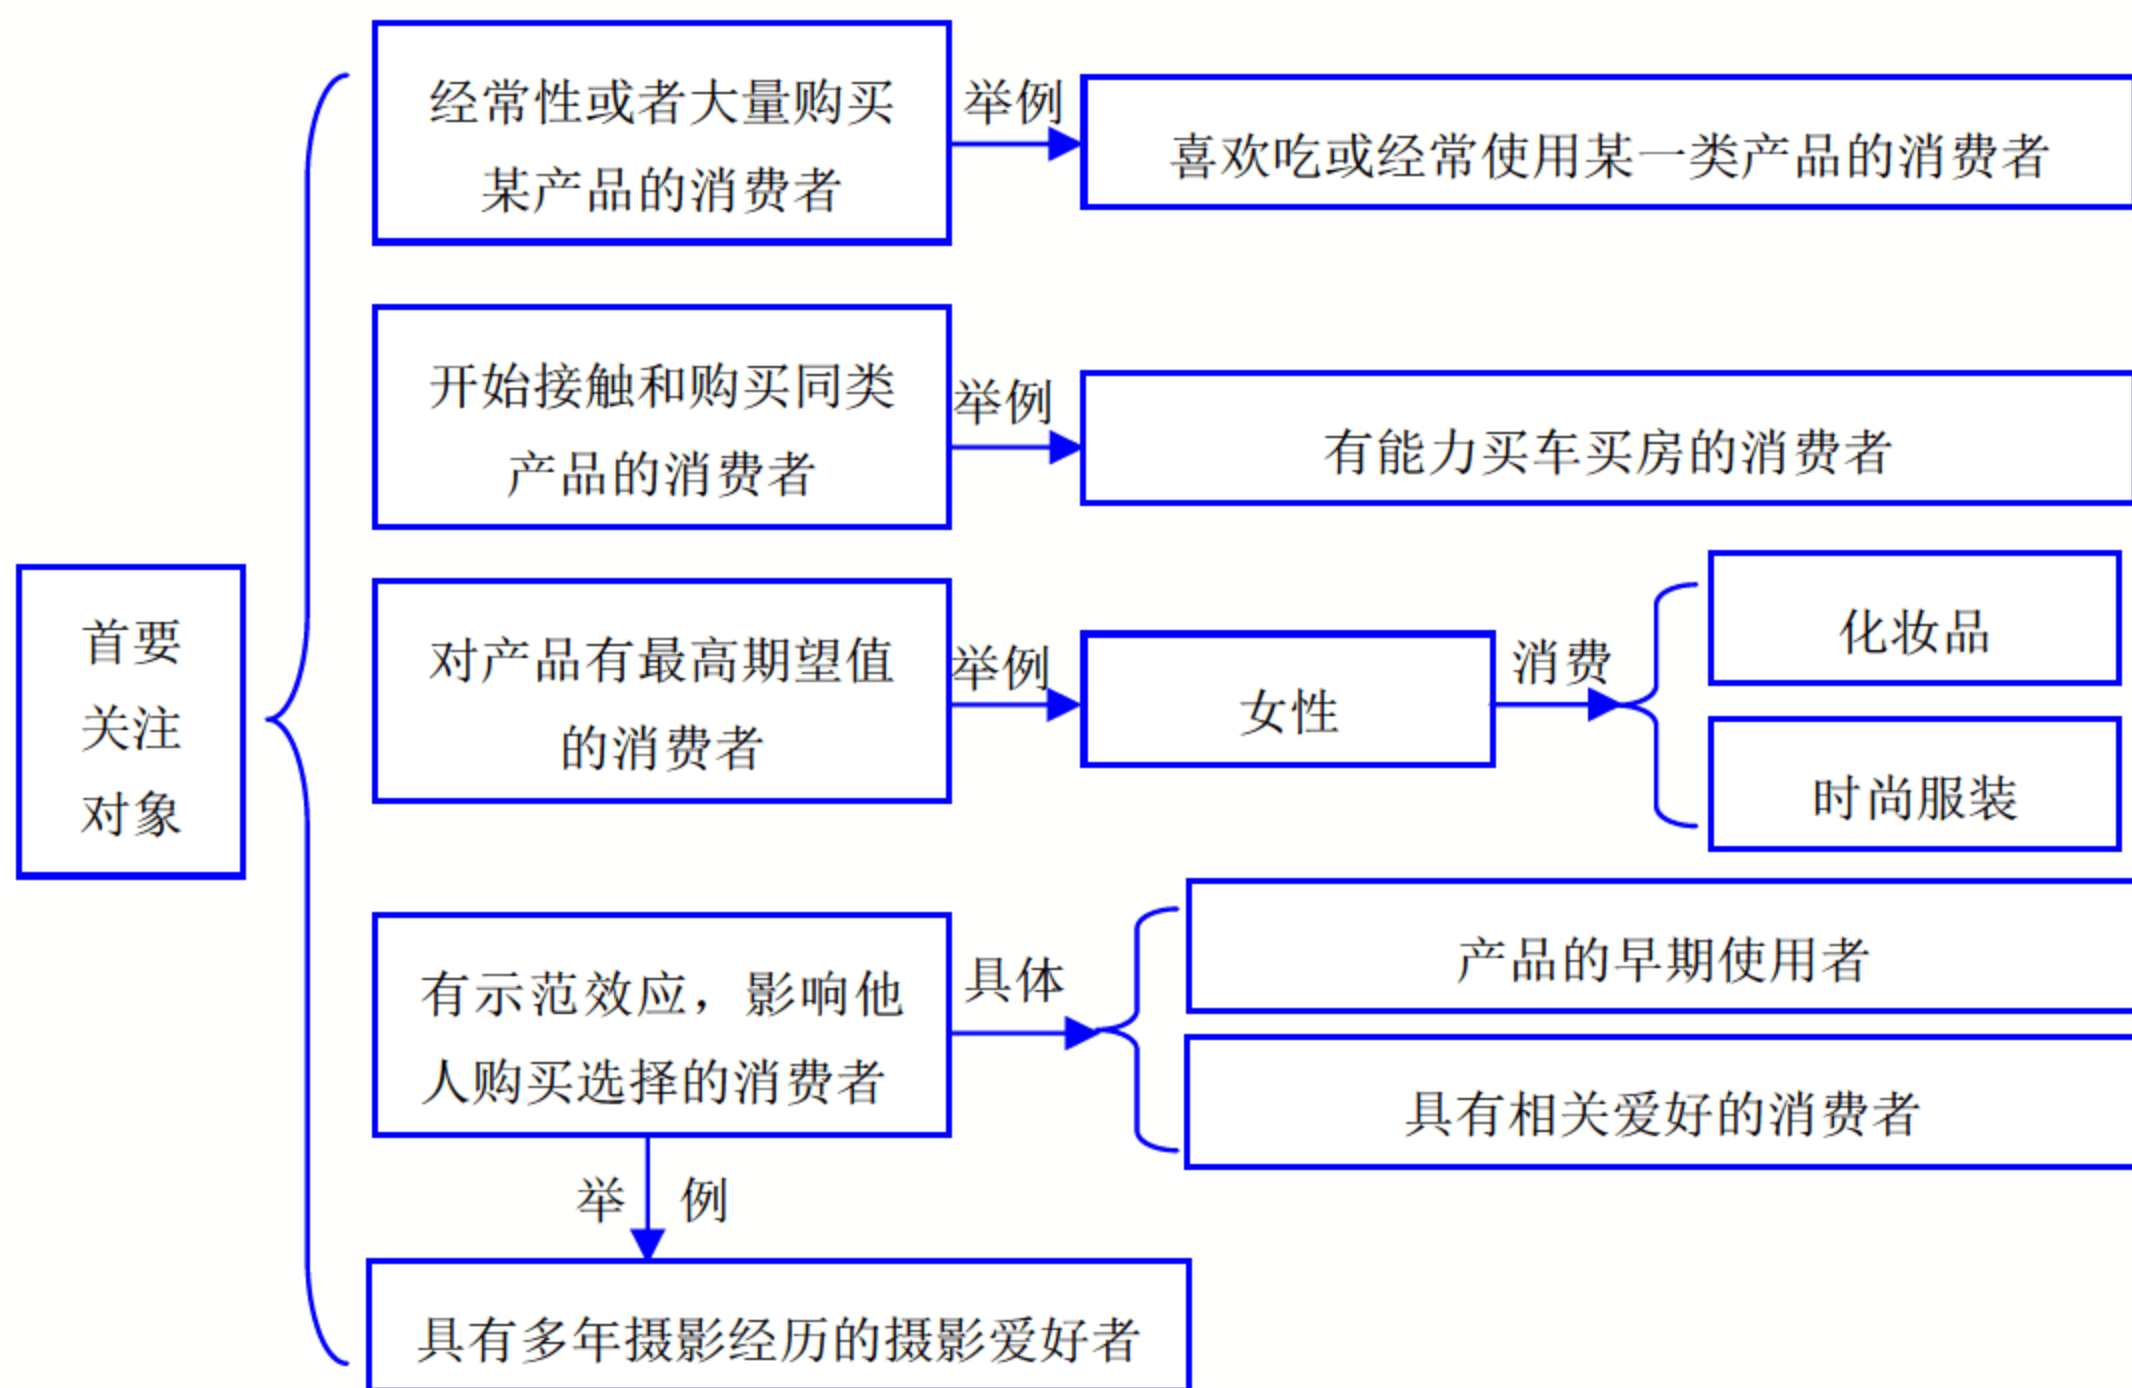 经常性或者大量购买
某产品的消费者
举例
喜欢吃或经常使用某一类产品的消费者
开始接触和购买同类
产品的消费者
举例
有能力买车买房的消费者
首要
关注
对象
对产品有最高期望值
的消费者
举例
女性
消费
化妆品
时尚服装
有示范效应，影响他
人购买选择的消费者
具体
产品的早期使用者
具有相关爱好的消费者
举 例
具有多年摄影经历的摄影爱好者